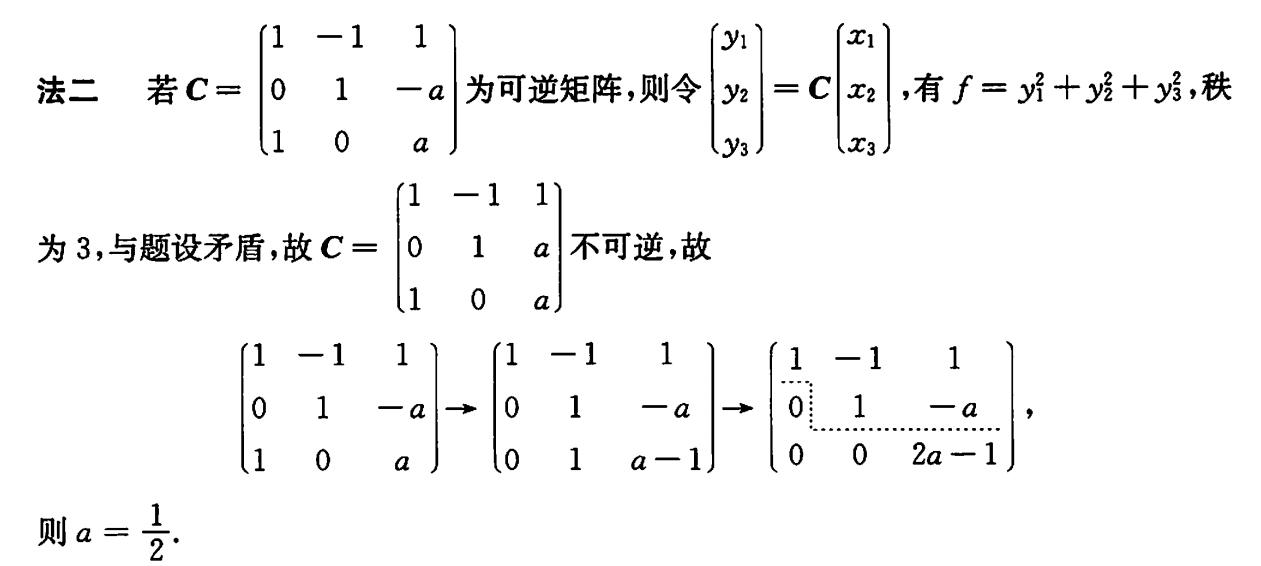 法二 若 C = \begin{pmatrix} 1 & -1 & 1 \\ 0 & 1 & -a \\ 1 & 0 & a \end{pmatrix} 为可逆矩阵,则令 \begin{pmatrix} y_1 \\ y_2 \\ y_3 \end{pmatrix} = C \begin{pmatrix} x_1 \\ x_2 \\ x_3 \end{pmatrix} ,有 f = y_1^2 + y_2^2 + y_3^2,秩
为 3,与题设矛盾,故 C = \begin{pmatrix} 1 & -1 & 1 \\ 0 & 1 & a \\ 1 & 0 & a \end{pmatrix} 不可逆,故
\begin{pmatrix} 1 & -1 & 1 \\ 0 & 1 & -a \\ 1 & 0 & a \end{pmatrix} → \begin{pmatrix} 1 & -1 & 1 \\ 0 & 1 & -a \\ 0 & 1 & a-1 \end{pmatrix} → \begin{pmatrix} 1 & -1 & 1 \\ 0 & 1 & -a \\ 0 & 0 & 2a-1 \end{pmatrix} ,
则 a = \frac{1}{2}.